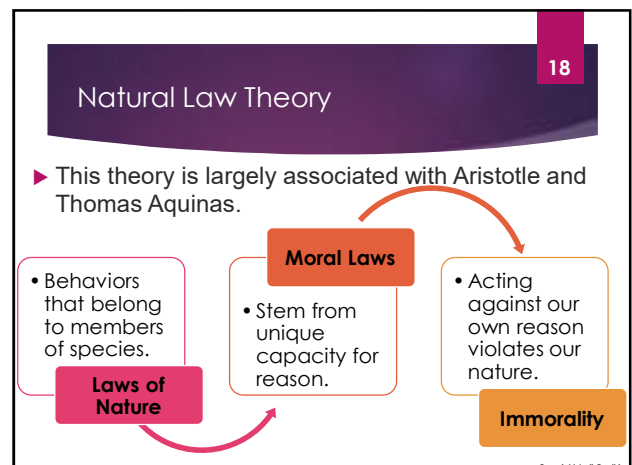 18
Natural Law Theory
▶ This theory is largely associated with Aristotle and
Thomas Aquinas.
• Behaviors
that belong
to members
of species.
Laws of
Nature
Moral Laws
• Stem from
unique
capacity for
reason.
• Acting
against our
own reason
violates our
nature.
Immorality